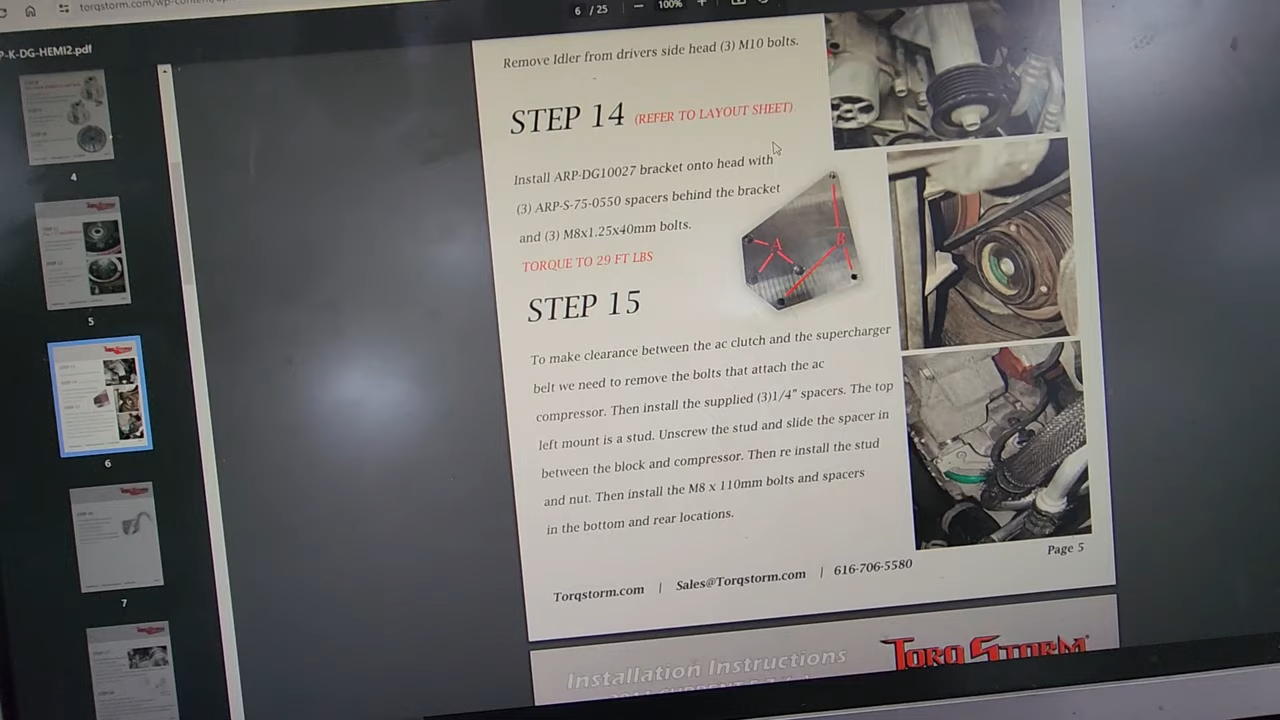 torqstorm.com/wp-content/
6 / 25
100%
P-K-DG-HEMI2.pdf
4
5
6
7
Remove Idler from drivers side head (3) M10 bolts.
STEP 14 (REFER TO LAYOUT SHEET)
Install ARP-DG10027 bracket onto head with
(3) ARP-S-75-0550 spacers behind the bracket
and (3) M8x1.25x40mm bolts.
TORQUE TO 29 FT LBS
A
B
STEP 15
To make clearance between the ac clutch and the supercharger
belt we need to remove the bolts that attach the ac
compressor. Then install the supplied (3)1/4" spacers. The top
left mount is a stud. Unscrew the stud and slide the spacer in
between the block and compressor. Then re install the stud
and nut. Then install the M8 x 110mm bolts and spacers
in the bottom and rear locations.
Page 5
Torqstorm.com | Sales@Torqstorm.com | 616-706-5580
Installation Instructions
TORQSTORM